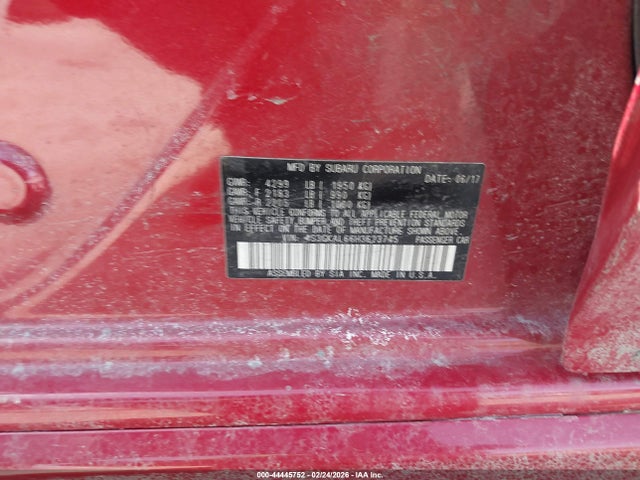 MFD BY SUBARU CORPORATION DATE: 06/17
GVWR: 4299 LB [ 1950 KG]
GAWR: F 2183 LB [ 990 KG]
GAWR: R LB [ KG]
THIS VEHICLE CONFORMS TO ALL APPLICABLE FEDERAL MOTOR
VEHICLE SAFETY BUMPER, AND THEFT PREVENTION STANDARDS
IN EFFECT ON THE DATE OF MANUFACTURE SHOWN ABOVE.
VIN: PASSENGER CAR
ASSEMBLED BY SIA INC. MADE IN U.S.A.
000-44445752 - 02/24/2026 - IAA Inc.